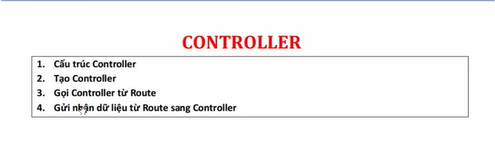 CONTROLLER
1. Cấu trúc Controller
2. Tạo Controller
3. Gọi Controller từ Route
4. Gửi nhận dữ liệu từ Route sang Controller